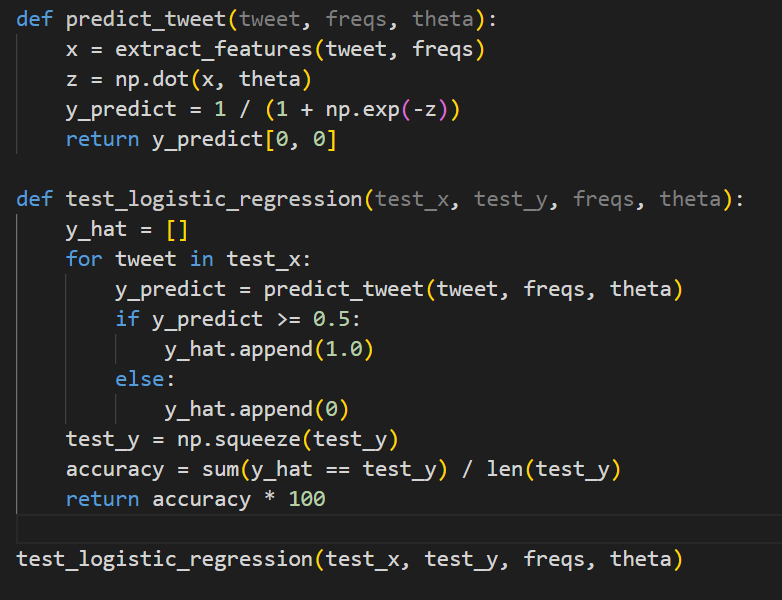 def predict_tweet(tweet, freqs, theta):
    x = extract_features(tweet, freqs)
    z = np.dot(x, theta)
    y_predict = 1 / (1 + np.exp(-z))
    return y_predict[0, 0]

def test_logistic_regression(test_x, test_y, freqs, theta):
    y_hat = []
    for tweet in test_x:
        y_predict = predict_tweet(tweet, freqs, theta)
        if y_predict >= 0.5:
            y_hat.append(1.0)
        else:
            y_hat.append(0)
    test_y = np.squeeze(test_y)
    accuracy = sum(y_hat == test_y) / len(test_y)
    return accuracy * 100

test_logistic_regression(test_x, test_y, freqs, theta)